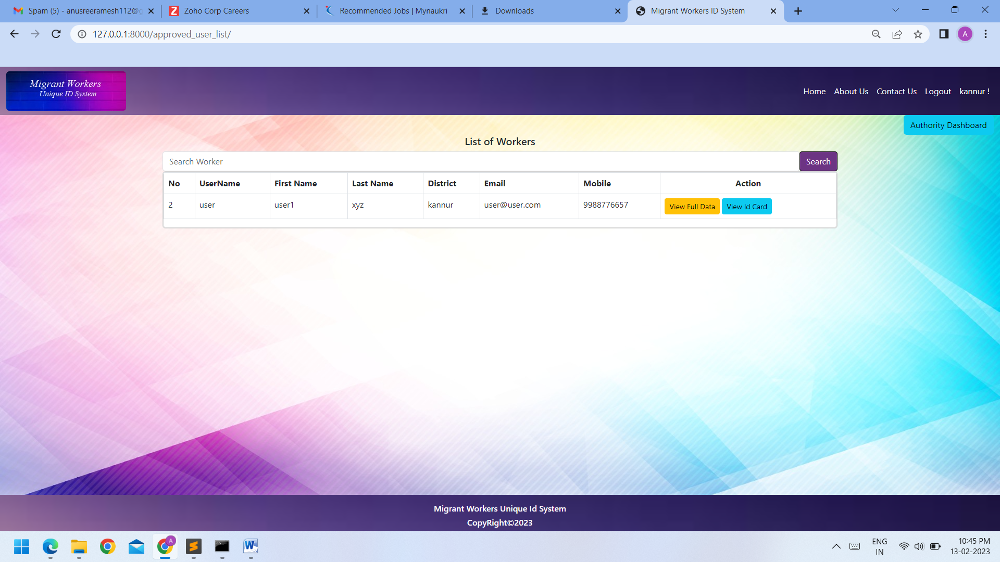 Spam (5) - anusreeramesh112@g
Zoho Corp Careers
Recommended Jobs | Mynaukri
Downloads
Migrant Workers ID System
127.0.0.1:8000/approved_user_list/
A
Migrant Workers
Unique ID System
Home About Us Contact Us Logout kannur !
Authority Dashboard
List of Workers
Search Worker Search
No UserName First Name Last Name District Email Mobile Action
2 user user1 xyz kannur user@user.com 9988776657 View Full Data View Id Card
Migrant Workers Unique Id System
CopyRight©2023
A
ENG
IN
10:45 PM
13-02-2023